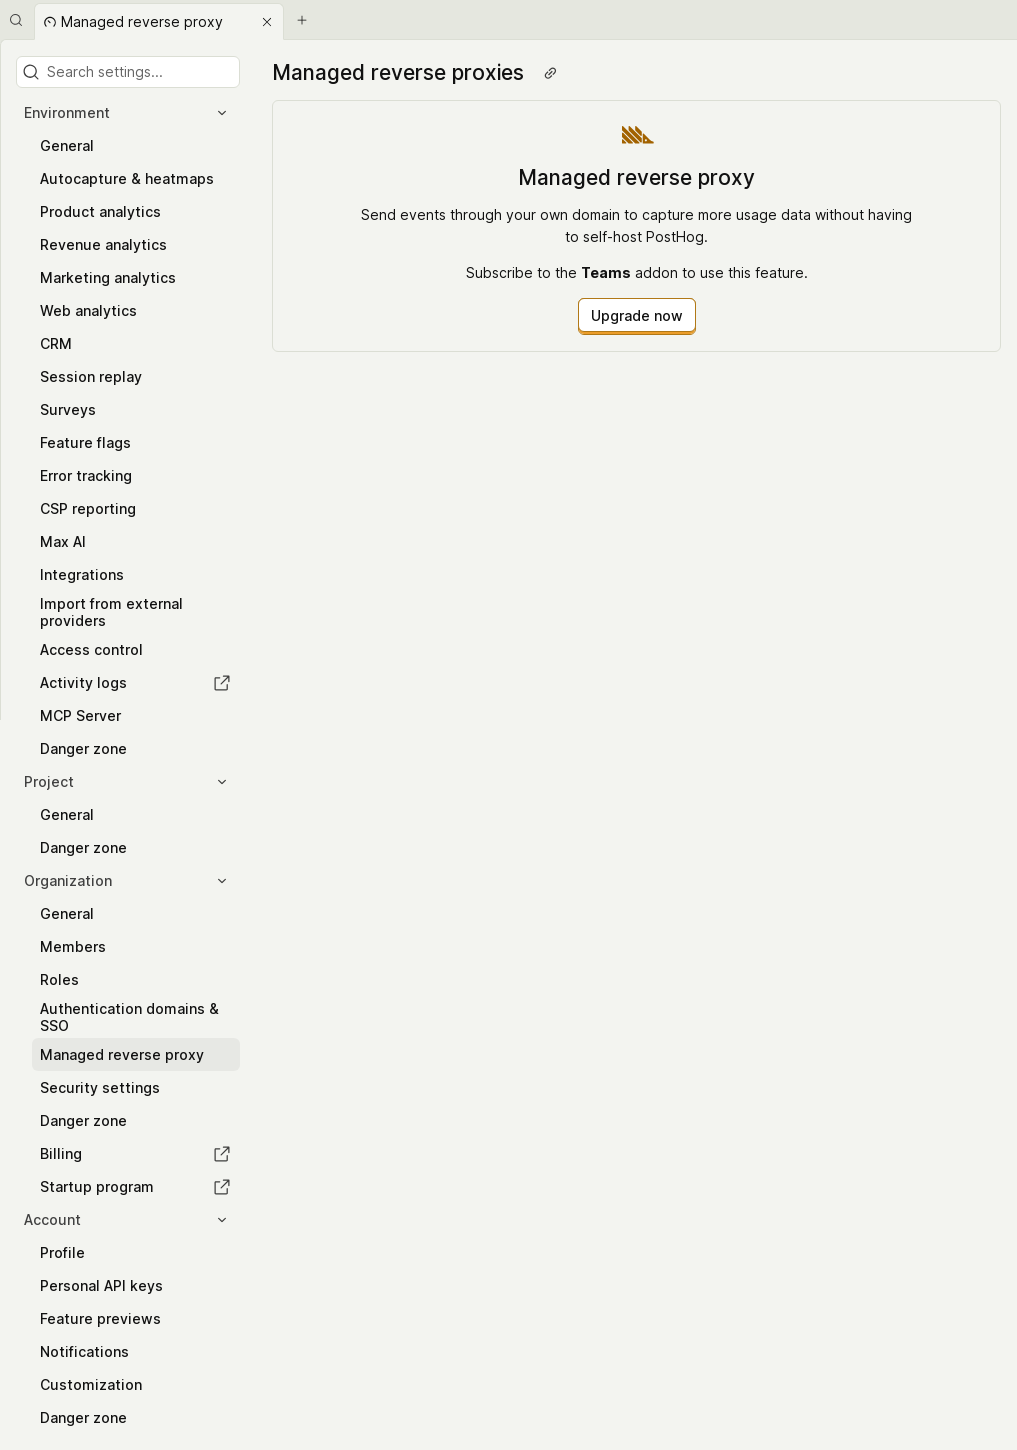 Managed reverse proxy
Search settings...
Environment
General
Autocapture & heatmaps
Product analytics
Revenue analytics
Marketing analytics
Web analytics
CRM
Session replay
Surveys
Feature flags
Error tracking
CSP reporting
Max AI
Integrations
Import from external
providers
Access control
Activity logs
MCP Server
Danger zone
Project
General
Danger zone
Organization
General
Members
Roles
Authentication domains &
SSO
Managed reverse proxy
Security settings
Danger zone
Billing
Startup program
Account
Profile
Personal API keys
Feature previews
Notifications
Customization
Danger zone
Managed reverse proxies
Managed reverse proxy
Send events through your own domain to capture more usage data without having
to self-host PostHog.
Subscribe to the Teams addon to use this feature.
Upgrade now